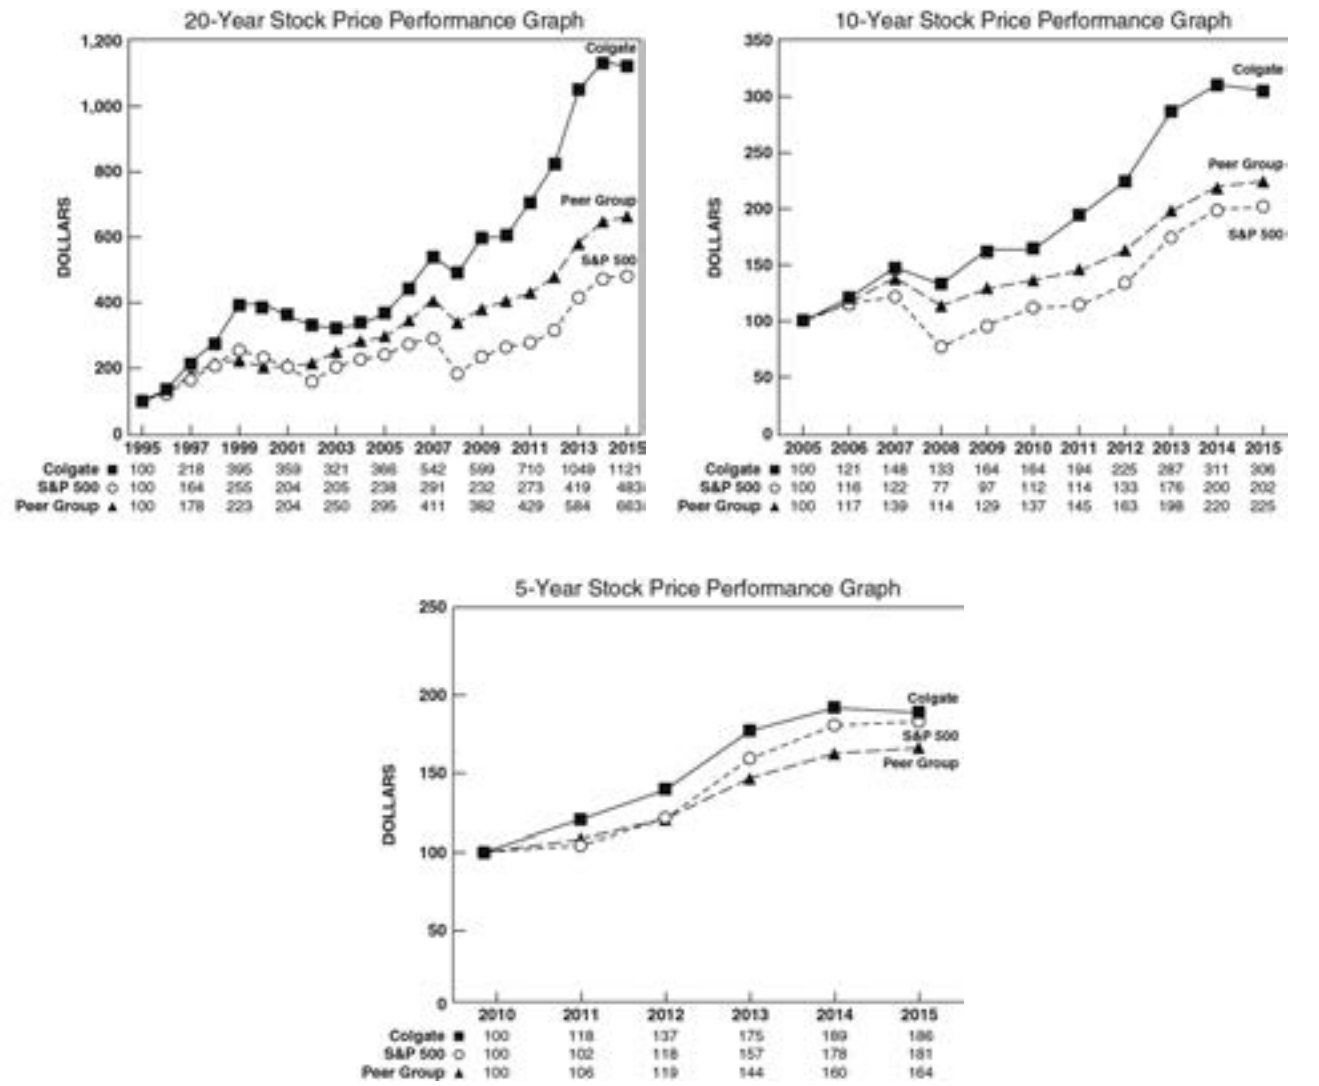 20-Year Stock Price Performance Graph
1,200
1,000
800
600
400
200
0
DOLLARS
Colgate
Peer Group
S&P 500
1995 1997 1999 2001 2003 2005 2007 2009 2011 2013 2015
Colgate 100 218 395 359 321 366 542 599 710 1049 1121
S&P 500 100 164 255 204 205 238 291 232 273 419 483
Peer Group 100 178 223 204 250 295 411 382 429 584 663
10-Year Stock Price Performance Graph
350
300
250
200
150
100
50
0
DOLLARS
Colgate
Peer Group
S&P 500
2005 2006 2007 2008 2009 2010 2011 2012 2013 2014 2015
Colgate 100 121 148 133 164 164 194 225 287 311 306
S&P 500 100 116 122 77 97 112 114 133 176 200 202
Peer Group 100 117 139 114 129 137 145 163 198 220 225
5-Year Stock Price Performance Graph
250
200
150
100
50
0
DOLLARS
Colgate
S&P 500
Peer Group
2010 2011 2012 2013 2014 2015
Colgate 100 118 137 175 189 186
S&P 500 100 102 118 157 178 181
Peer Group 100 106 119 144 160 164